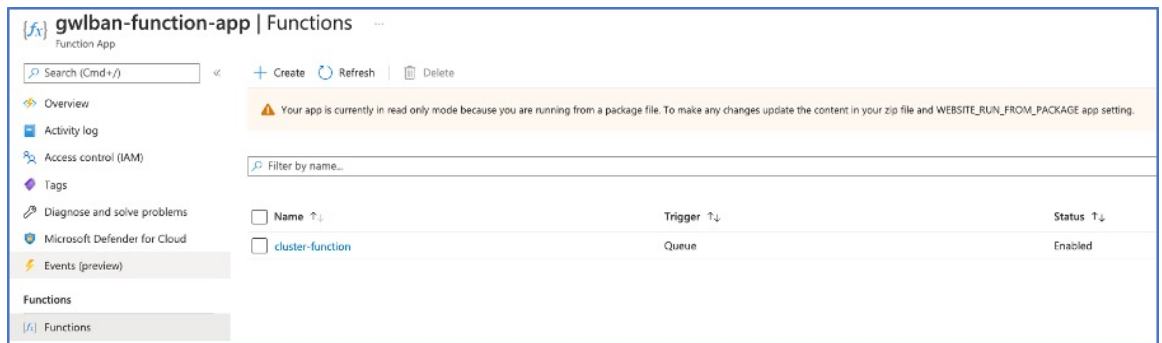 gwlban-function-app | Functions ...
Function App
Search (Cmd+/) «
+ Create Refresh | Delete
Overview
Your app is currently in read only mode because you are running from a package file. To make any changes update the content in your zip file and WEBSITE_RUN_FROM_PACKAGE app setting.
Activity log
Access control (IAM)
Filter by name...
Tags
Diagnose and solve problems
Name ↑↓ Trigger ↑↓ Status ↑↓
Microsoft Defender for Cloud
cluster-function Queue Enabled
Events (preview)
Functions
Functions